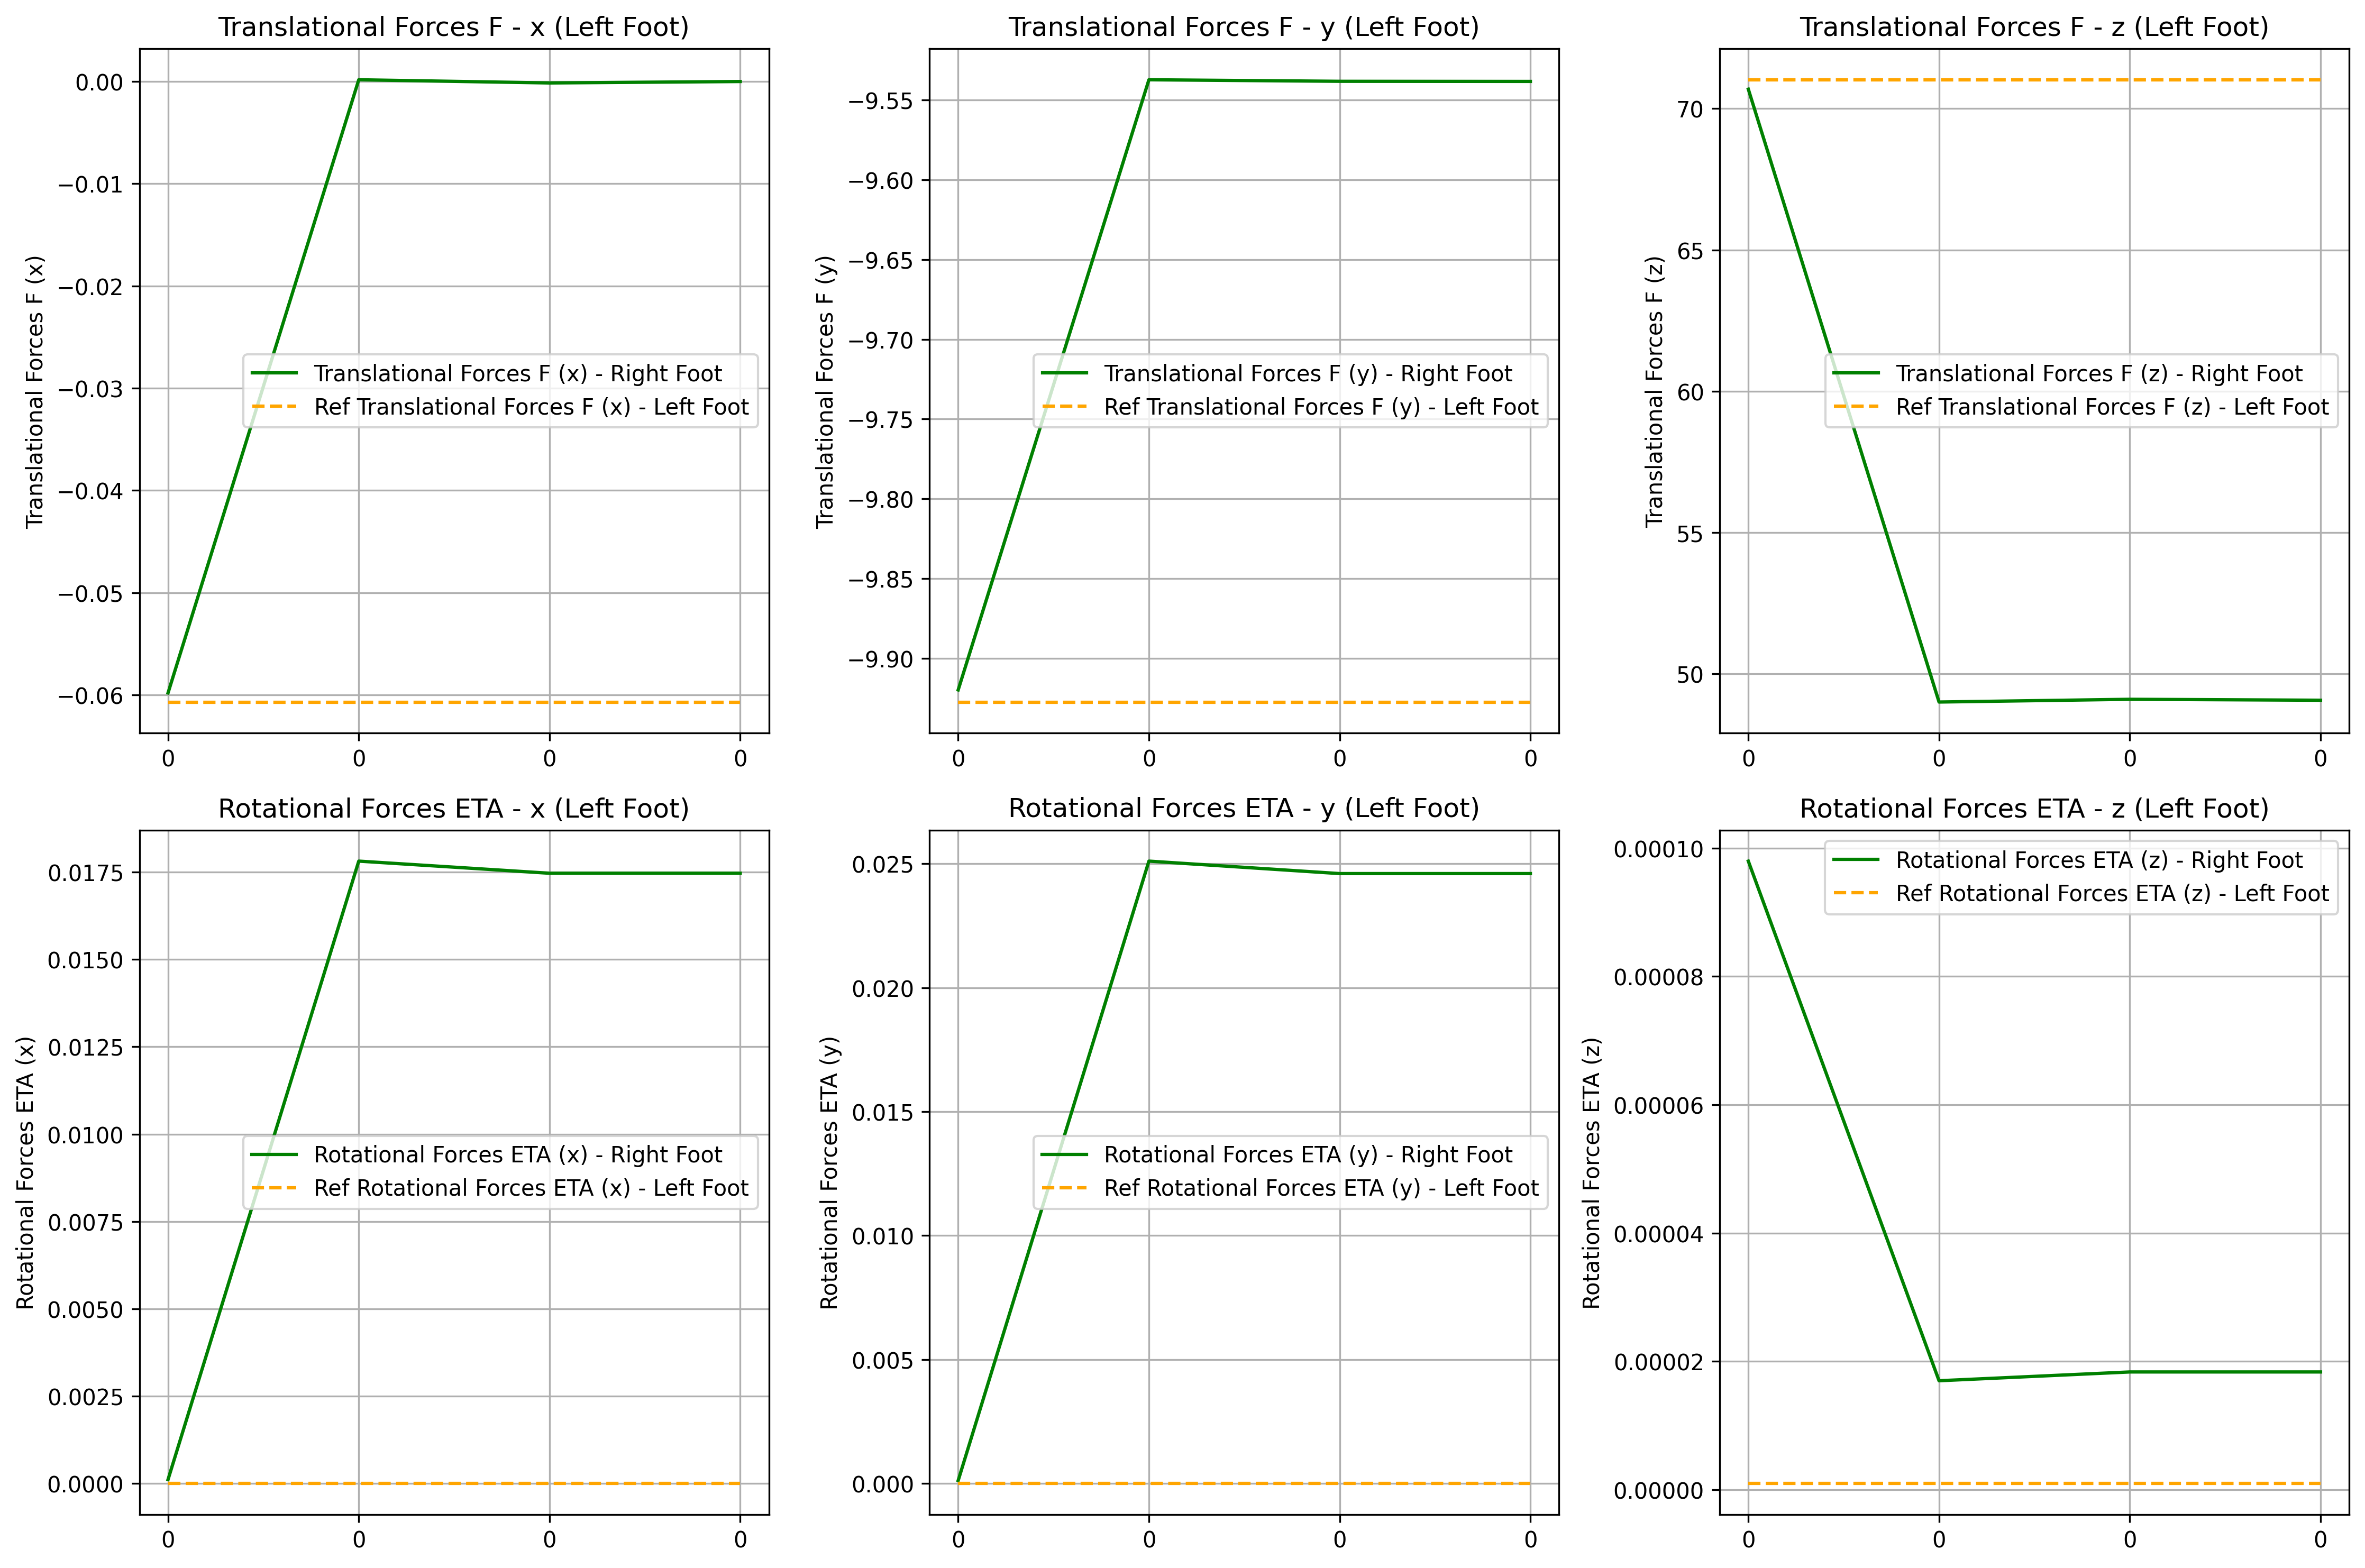 Translational Forces F - x (Left Foot)
Translational Forces F (x)
0.00
−0.01
−0.02
−0.03
−0.04
−0.05
−0.06
Translational Forces F (x) - Right Foot
Ref Translational Forces F (x) - Left Foot
0 0 0 0
Translational Forces F - y (Left Foot)
Translational Forces F (y)
−9.55
−9.60
−9.65
−9.70
−9.75
−9.80
−9.85
−9.90
Translational Forces F (y) - Right Foot
Ref Translational Forces F (y) - Left Foot
0 0 0 0
Translational Forces F - z (Left Foot)
Translational Forces F (z)
70
65
60
55
50
Translational Forces F (z) - Right Foot
Ref Translational Forces F (z) - Left Foot
0 0 0 0
Rotational Forces ETA - x (Left Foot)
Rotational Forces ETA (x)
0.0175
0.0150
0.0125
0.0100
0.0075
0.0050
0.0025
0.0000
Rotational Forces ETA (x) - Right Foot
Ref Rotational Forces ETA (x) - Left Foot
0 0 0 0
Rotational Forces ETA - y (Left Foot)
Rotational Forces ETA (y)
0.025
0.020
0.015
0.010
0.005
0.000
Rotational Forces ETA (y) - Right Foot
Ref Rotational Forces ETA (y) - Left Foot
0 0 0 0
Rotational Forces ETA - z (Left Foot)
Rotational Forces ETA (z)
0.00010
0.00008
0.00006
0.00004
0.00002
0.00000
Rotational Forces ETA (z) - Right Foot
Ref Rotational Forces ETA (z) - Left Foot
0 0 0 0